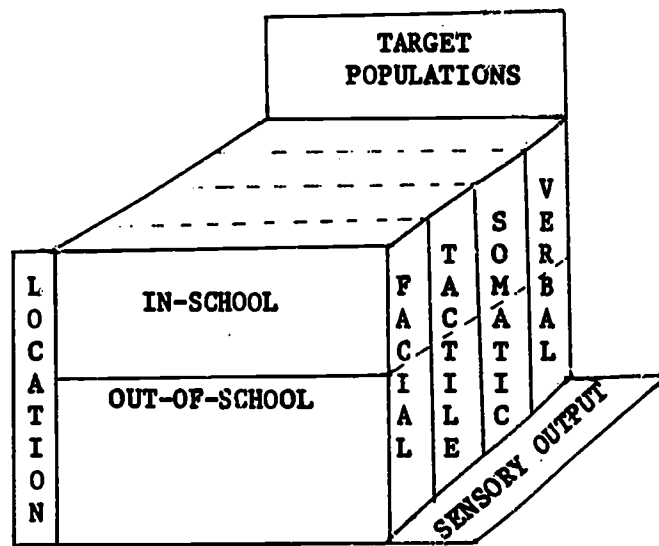 TARGET
POPULATIONS
LOCATION
IN-SCHOOL
OUT-OF-SCHOOL
FACIAL
TACTILE
SOMATIC
VERBAL
SENSORY OUTPUT